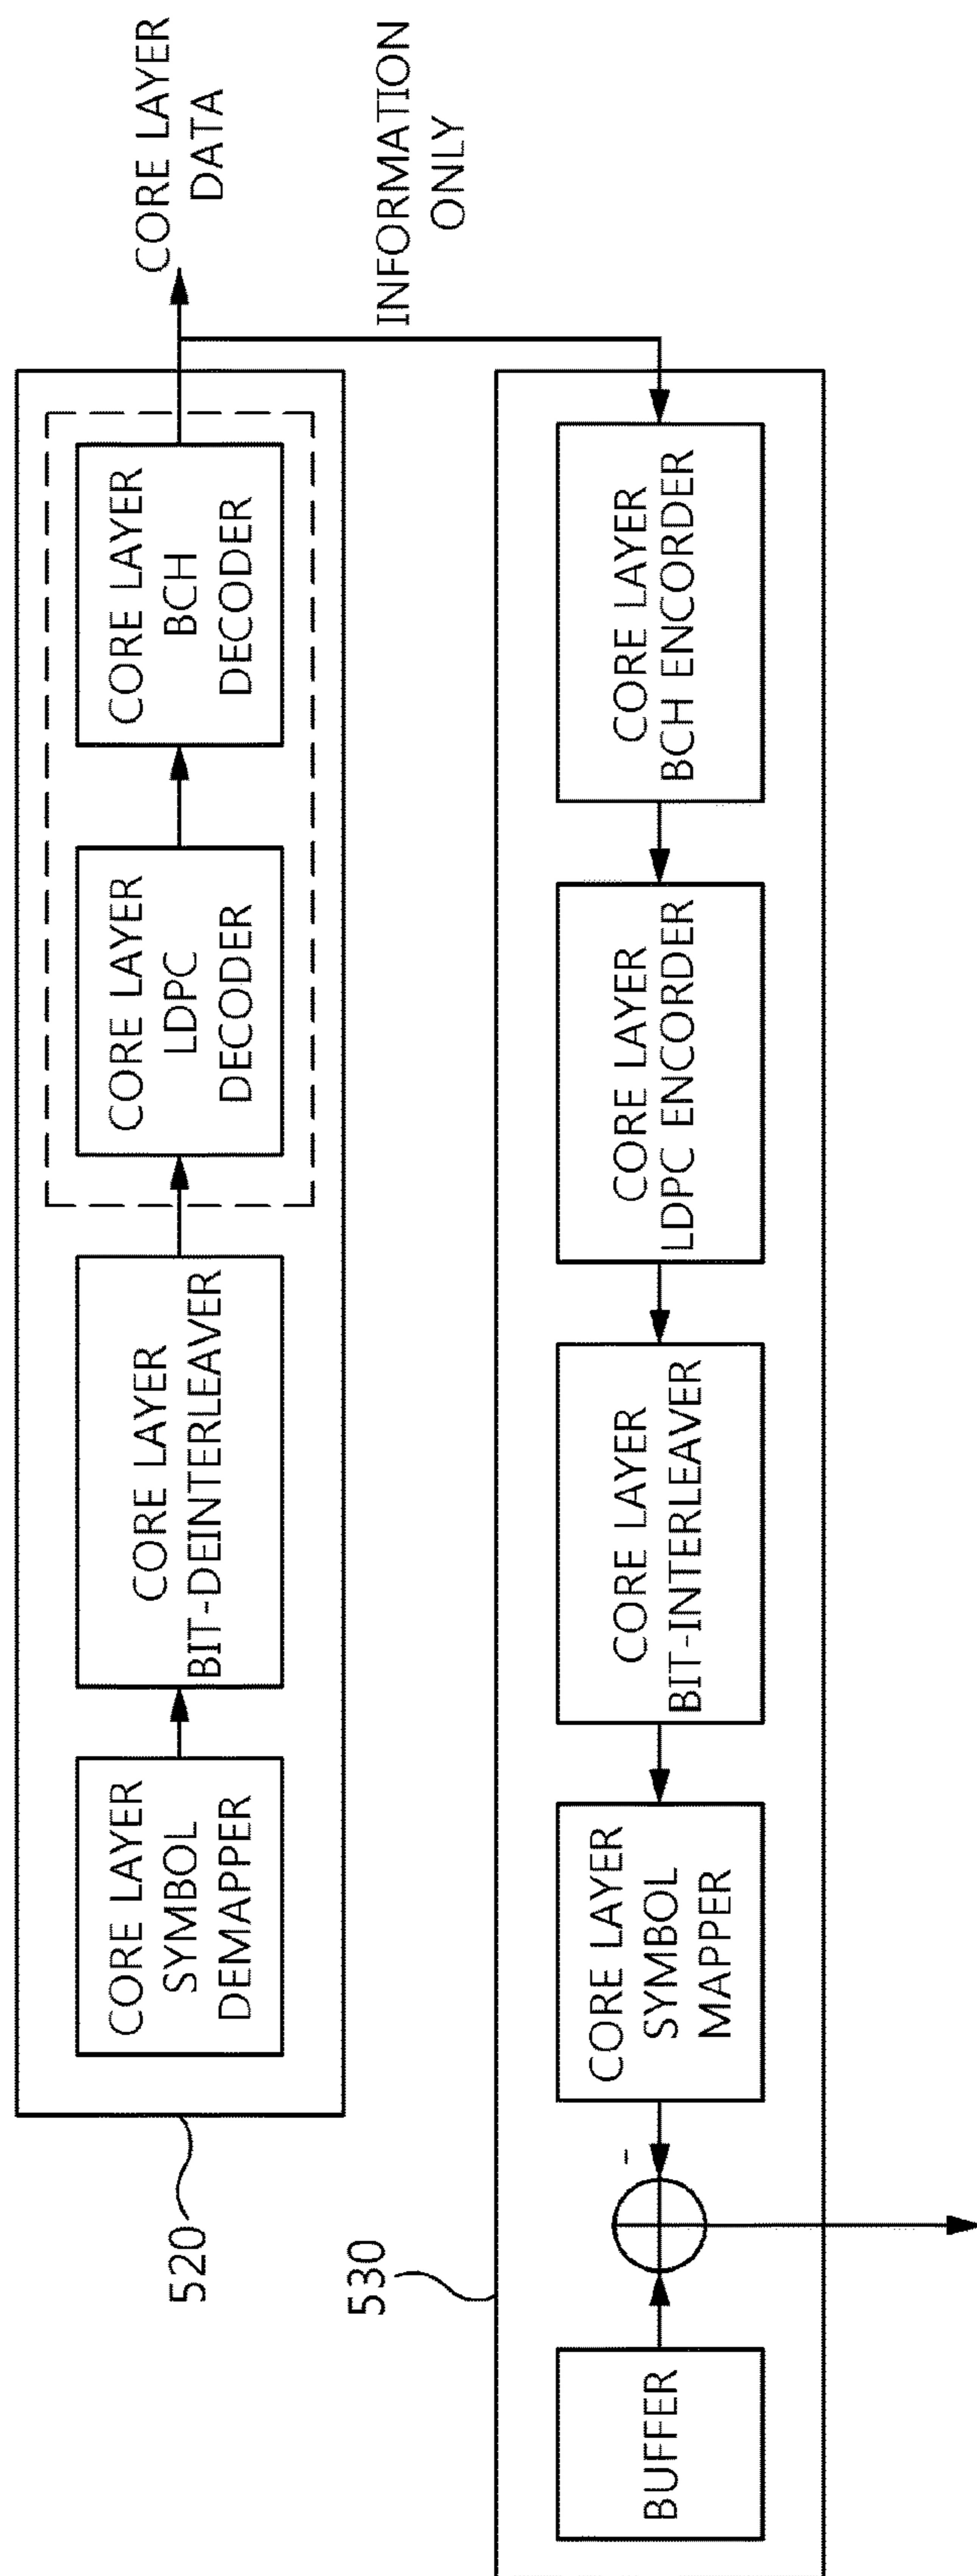 CORE LAYER
SYMBOL
DEMAPPER
CORE LAYER
BIT-DEINTERLEAVER
CORE LAYER
LDPC
DECODER
CORE LAYER
BCH
DECODER
CORE LAYER
DATA
520
INFORMATION
ONLY
530
BUFFER
-
CORE LAYER
SYMBOL
MAPPER
CORE LAYER
BIT-INTERLEAVER
CORE LAYER
LDPC ENCORDER
CORE LAYER
BCH ENCORDER